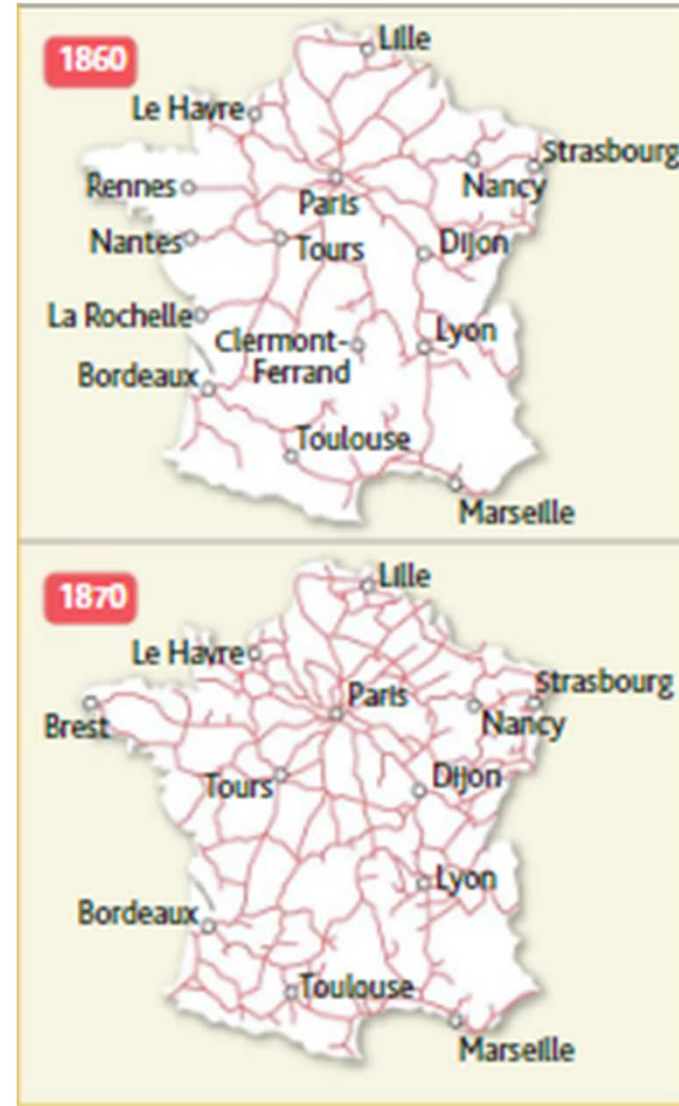 1860
Lille
Le Havre
Strasbourg
Rennes
Paris
Nancy
Nantes
Tours
Dijon
La Rochelle
Clermont-
Ferrand
Lyon
Bordeaux
Toulouse
Marseille
1870
Lille
Le Havre
Strasbourg
Paris
Brest
Nancy
Tours
Dijon
Lyon
Bordeaux
Toulouse
Marseille